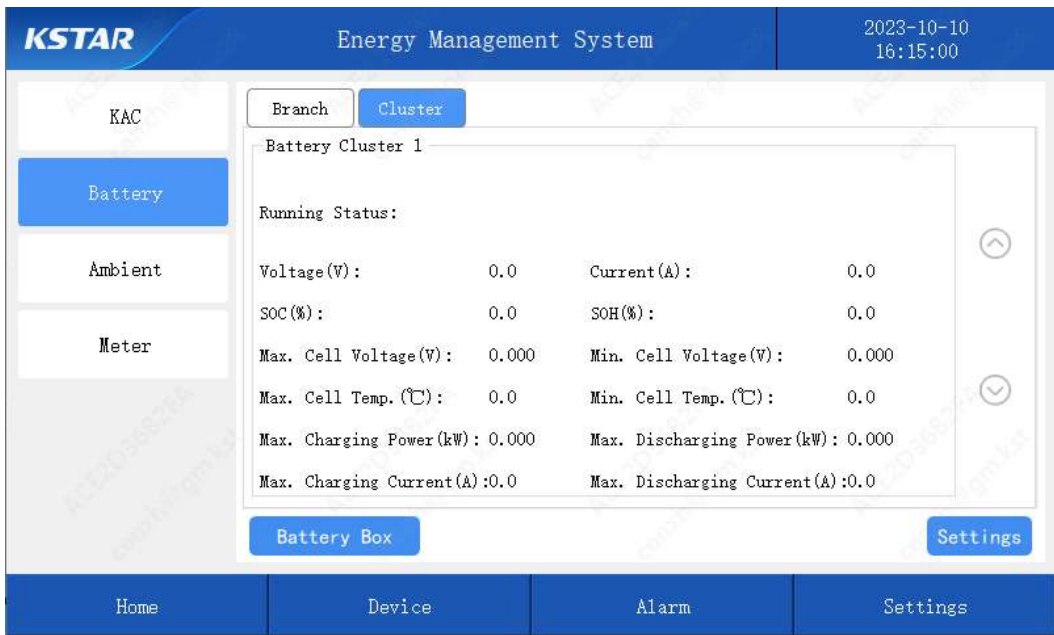 KSTAR
Energy Management System
2023-10-10
16:15:00
KAC
Battery
Ambient
Meter
Branch
Cluster
Battery Cluster 1
Running Status:
Voltage(V): 0.0 Current(A): 0.0
SOC(%): 0.0 SOH(%): 0.0
Max. Cell Voltage(V): 0.000 Min. Cell Voltage(V): 0.000
Max. Cell Temp.(℃): 0.0 Min. Cell Temp.(℃): 0.0
Max. Charging Power(kW): 0.000 Max. Discharging Power(kW): 0.000
Max. Charging Current(A):0.0 Max. Discharging Current(A):0.0
Battery Box
Settings
Home
Device
Alarm
Settings